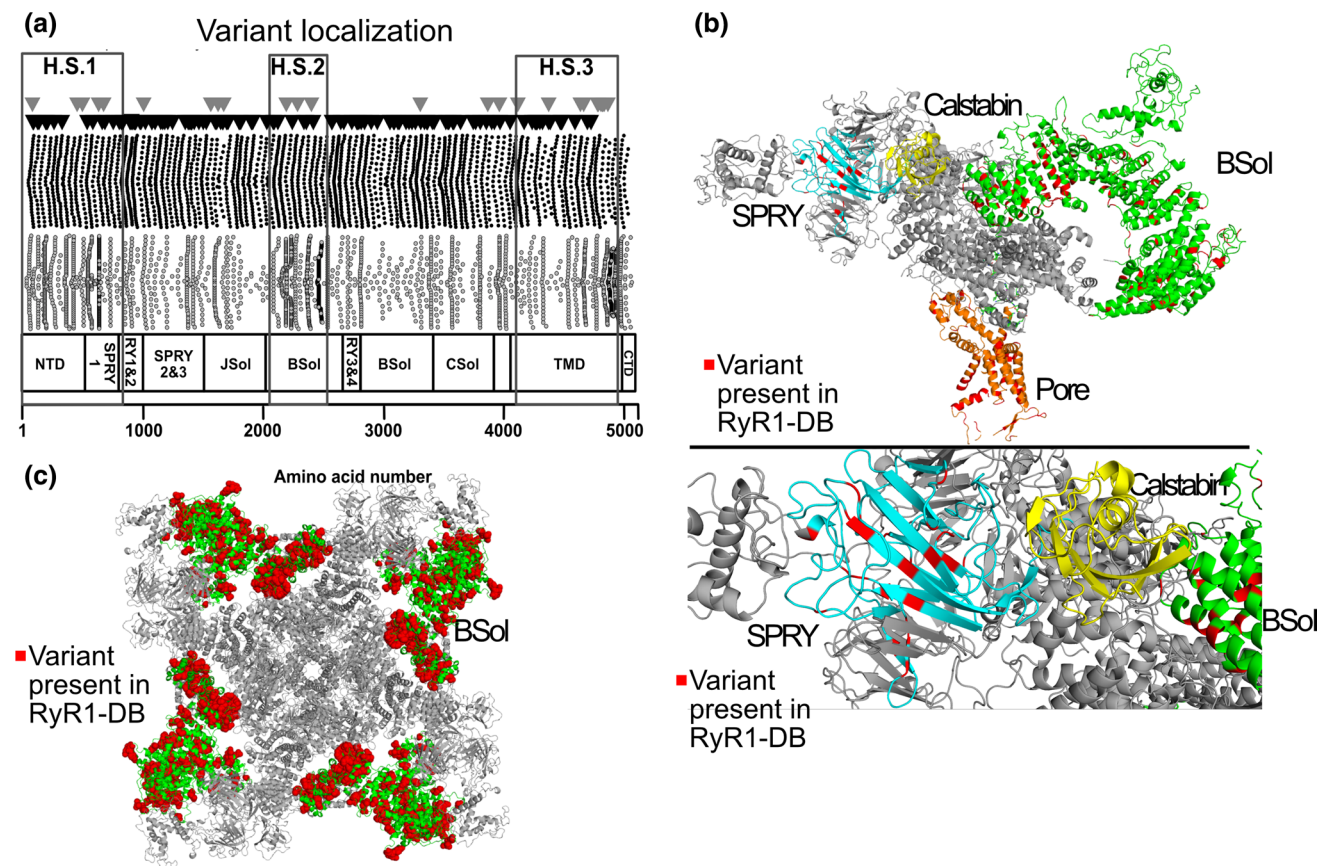 (a)
Variant localization
H.S.1
H.S.2
H.S.3
NTD
SPRY
1
RY1&2
SPRY
2&3
JSol
BSol
RY3&4
BSol
CSol
TMD
CTD
1
1000
2000
3000
4000
5000
Amino acid number
(b)
Calstabin
BSol
SPRY
Variant
present in
RyR1-DB
Pore
Calstabin
SPRY
BSol
Variant
present in
RyR1-DB
(c)
BSol
Variant
present in
RyR1-DB